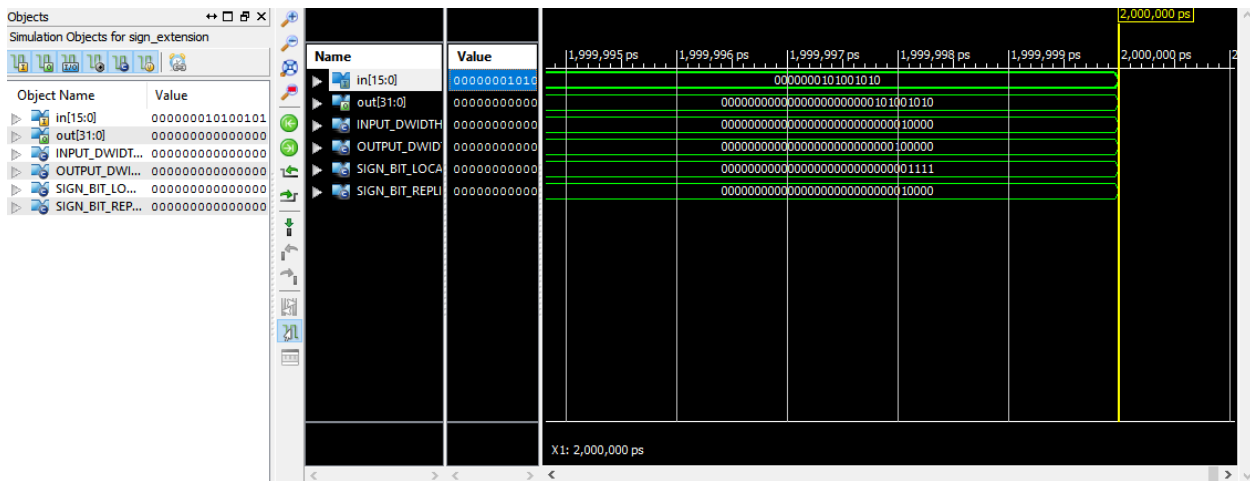 Objects
Simulation Objects for sign_extension
Object Name Value
in[15:0] 000000010100101
out[31:0] 000000000000000
INPUT_DWIDT... 000000000000000
OUTPUT_DWI... 000000000000000
SIGN_BIT_LO... 000000000000000
SIGN_BIT_REP... 000000000000000
2,000,000 ps
Name Value 1,999,995 ps 1,999,996 ps 1,999,997 ps 1,999,998 ps 1,999,999 ps 2,000,000 ps 2
in[15:0] 00000001010 0000000101001010
out[31:0] 00000000000 00000000000000000000000101001010
INPUT_DWIDTH 00000000000 00000000000000000000000000010000
OUTPUT_DWID 00000000000 00000000000000000000000000100000
SIGN_BIT_LOCA 00000000000 00000000000000000000000000001111
SIGN_BIT_REPLI 00000000000 00000000000000000000000000010000
X1: 2,000,000 ps